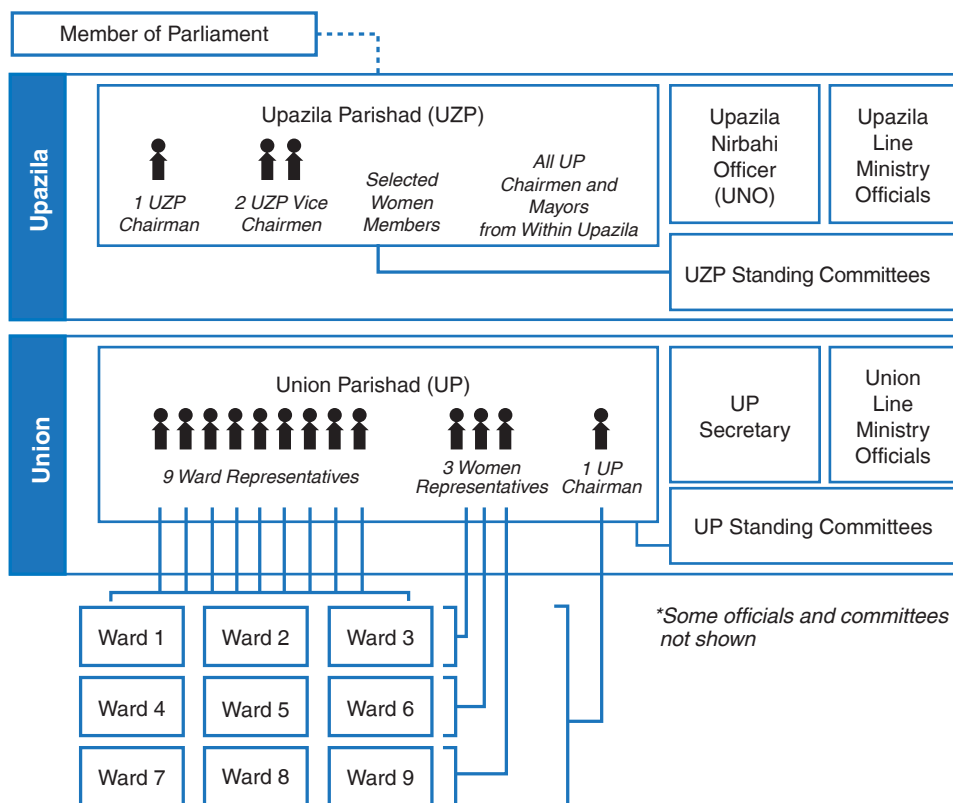 Member of Parliament
Upazila
Upazila Parishad (UZP)
1 UZP
Chairman
2 UZP Vice
Chairmen
Selected
Women
Members
All UP
Chairmen and
Mayors
from Within Upazila
Upazila
Nirbahi
Officer
(UNO)
Upazila
Line
Ministry
Officials
UZP Standing Committees
Union
Union Parishad (UP)
9 Ward Representatives
3 Women
Representatives
1 UP
Chairman
UP
Secretary
Union
Line
Ministry
Officials
UP Standing Committees
Ward 1
Ward 2
Ward 3
Ward 4
Ward 5
Ward 6
Ward 7
Ward 8
Ward 9
*Some officials and committees
not shown